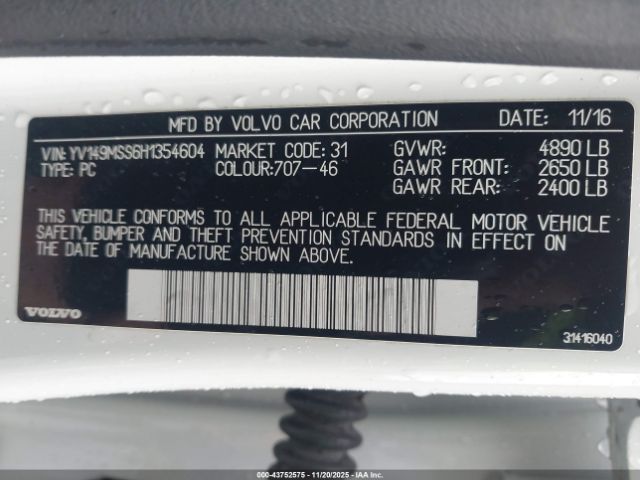 MFD BY VOLVO CAR CORPORATION DATE: 11/16
VIN: YV149MSS6H1354604 MARKET CODE: 31 GVWR: 4890 LB
TYPE: PC COLOUR:707-46 GAWR FRONT: 2650 LB
GAWR REAR: 2400 LB
THIS VEHICLE CONFORMS TO ALL APPLICABLE FEDERAL MOTOR VEHICLE
SAFETY, BUMPER AND THEFT PREVENTION STANDARDS IN EFFECT ON
THE DATE OF MANUFACTURE SHOWN ABOVE.
VOLVO
31416040
000-43752575 - 11/20/2025 - IAAI.com